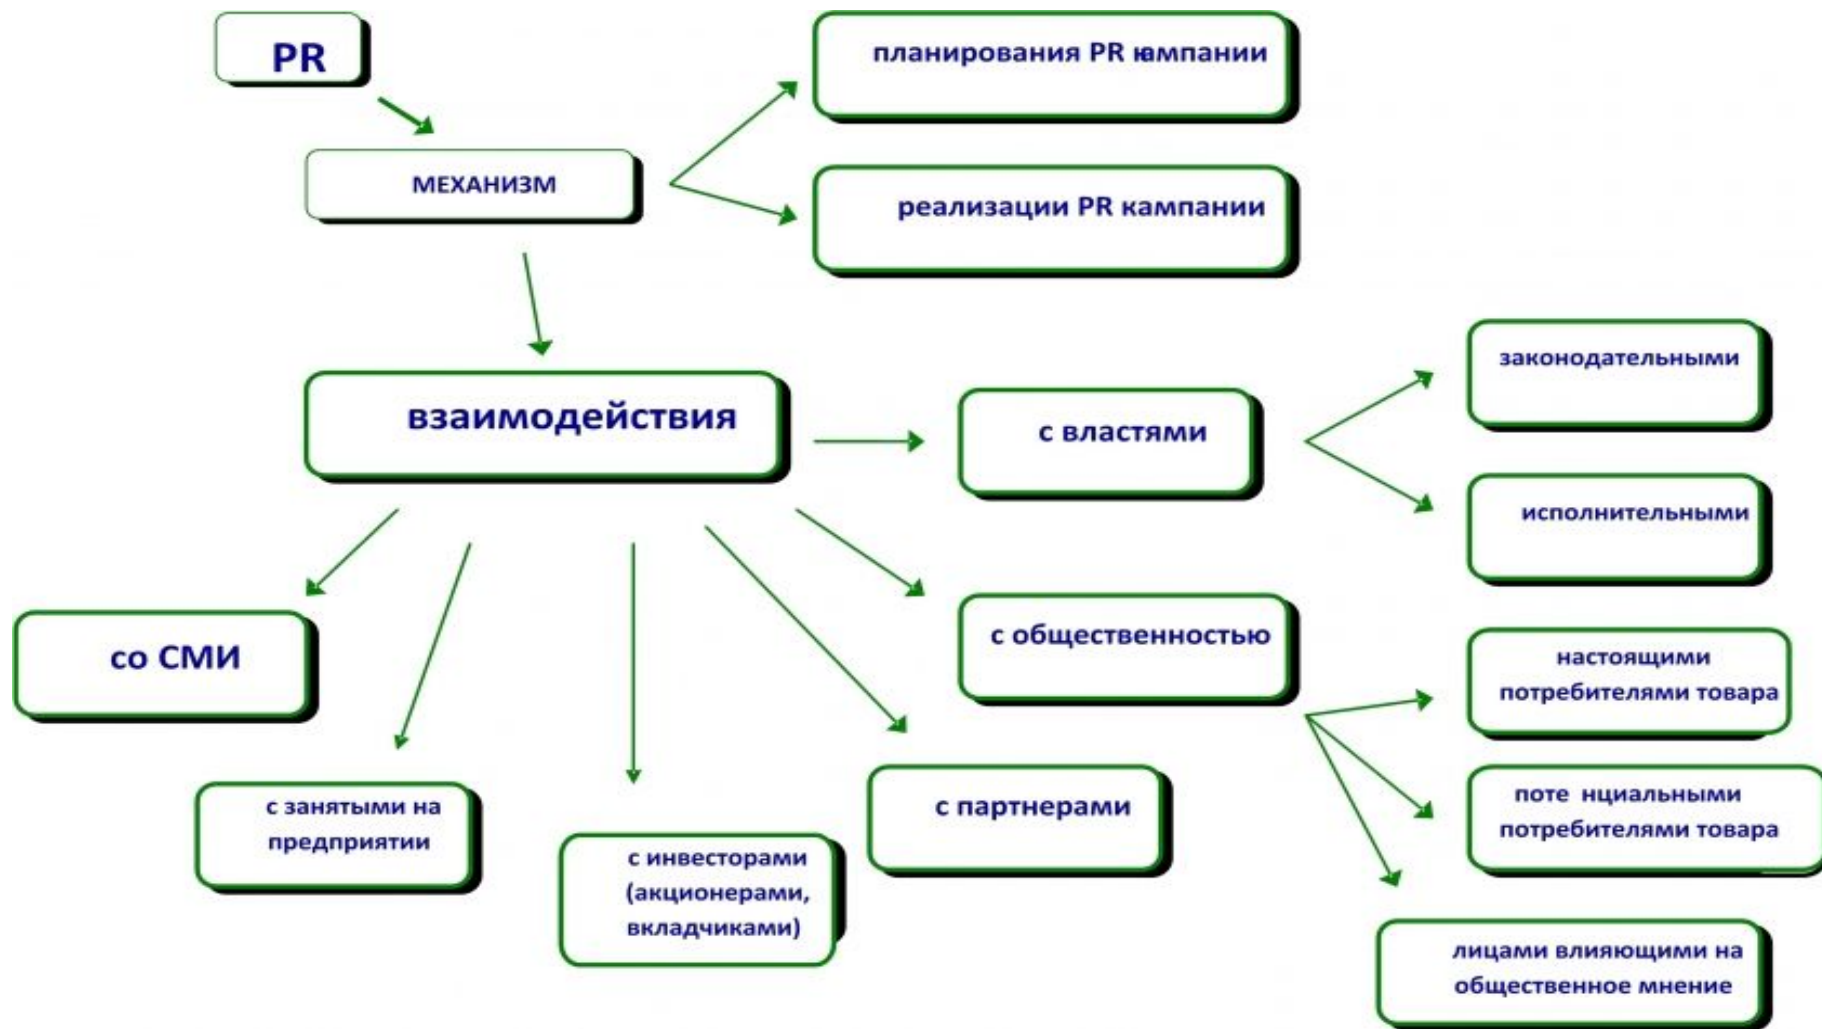 PR
планирования PR кампании
МЕХАНИЗМ
реализации PR кампании
законодательными
взаимодействия
с властями
исполнительными
со СМИ
с общественностью
настоящими
потребителями товара
с занятыми на
предприятии
с инвесторами
(акционерами,
вкладчиками)
с партнерами
поте нциальными
потребителями товара
лицами влияющими на
общественное мнение